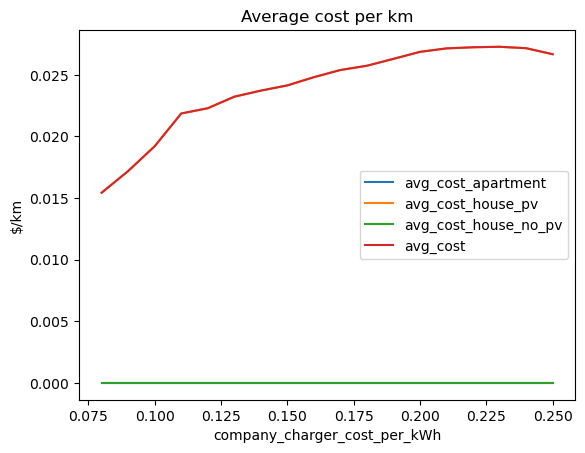 Average cost per km
$/km
0.025
0.020
0.015
0.010
0.005
0.000
avg_cost_apartment
avg_cost_house_pv
avg_cost_house_no_pv
avg_cost
0.075 0.100 0.125 0.150 0.175 0.200 0.225 0.250
company_charger_cost_per_kWh